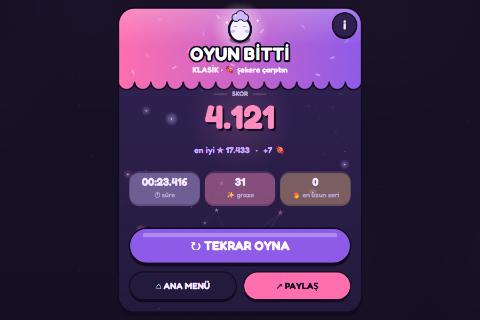 i
OYUN BİTTİ
KLASİK · şekere çarptın
SKOR
4.121
en iyi ★ 17.433 · +7
00:23.416 31 0
süre graze en uzun seri
↻ TEKRAR OYNA
⌂ ANA MENÜ ↗ PAYLAŞ